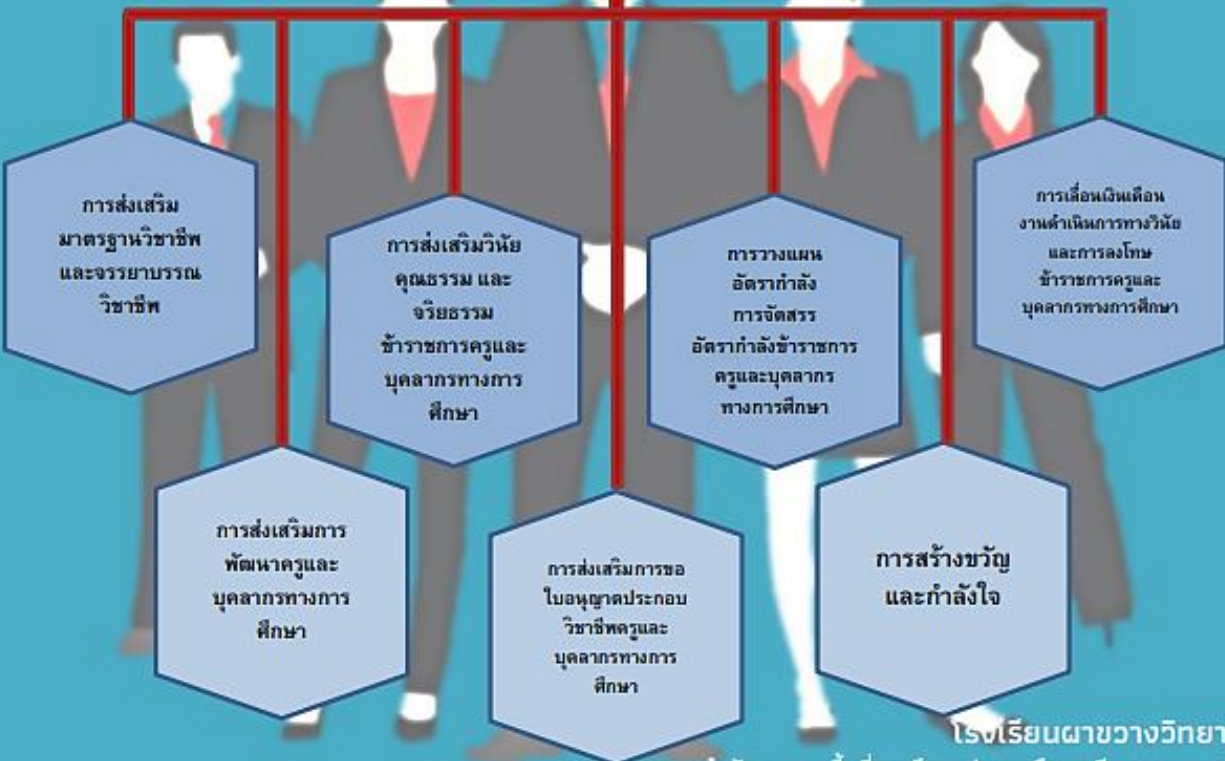 การส่งเสริม
มาตรฐานวิชาชีพ
และจรรยาบรรณ
วิชาชีพ
การส่งเสริมการ
พัฒนาครูและ
บุคลากรทางการ
ศึกษา
การส่งเสริมวินัย
คุณธรรม และ
จริยธรรม
ข้าราชการครูและ
บุคลากรทางการ
ศึกษา
การส่งเสริมการขอ
ใบอนุญาตประกอบ
วิชาชีพครูและ
บุคลากรทางการ
ศึกษา
การวางแผน
อัตรากำลัง
การจัดสรร
อัตรากำลังข้าราชการ
ครูและบุคลากร
ทางการศึกษา
การสร้างขวัญ
และกำลังใจ
การเลื่อนเงินเดือน
งานดำเนินการทางวินัย
และการลงโทษ
ข้าราชการครูและ
บุคลากรทางการศึกษา
โรงเรียนผาขวางวิทยา